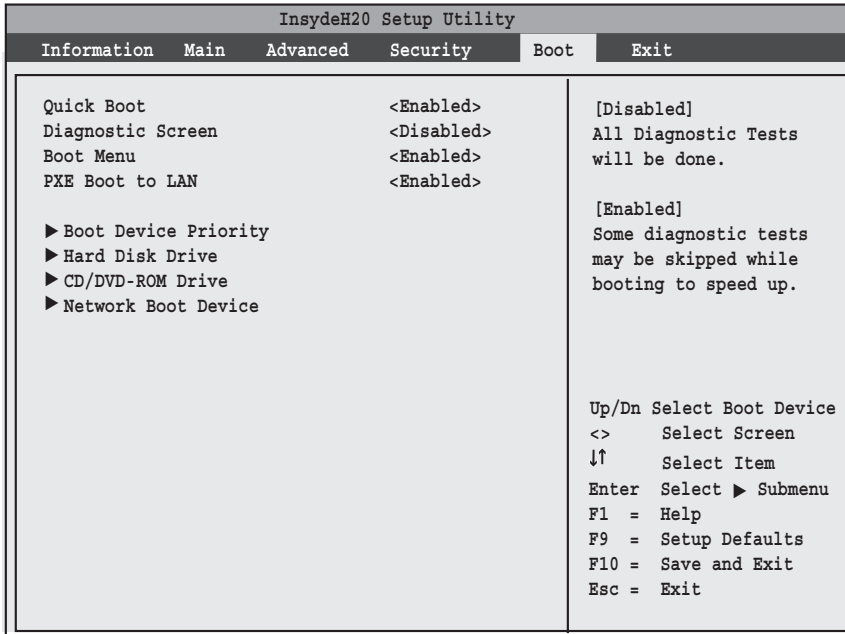 InsydeH20 Setup Utility
Information Main Advanced Security Boot Exit
Quick Boot <Enabled>
Diagnostic Screen <Disabled>
Boot Menu <Enabled>
PXE Boot to LAN <Enabled>
▶ Boot Device Priority
▶ Hard Disk Drive
▶ CD/DVD-ROM Drive
▶ Network Boot Device
[Disabled]
All Diagnostic Tests
will be done.
[Enabled]
Some diagnostic tests
may be skipped while
booting to speed up.
Up/Dn Select Boot Device
<> Select Screen
↓↑ Select Item
Enter Select ▶ Submenu
F1 = Help
F9 = Setup Defaults
F10 = Save and Exit
Esc = Exit